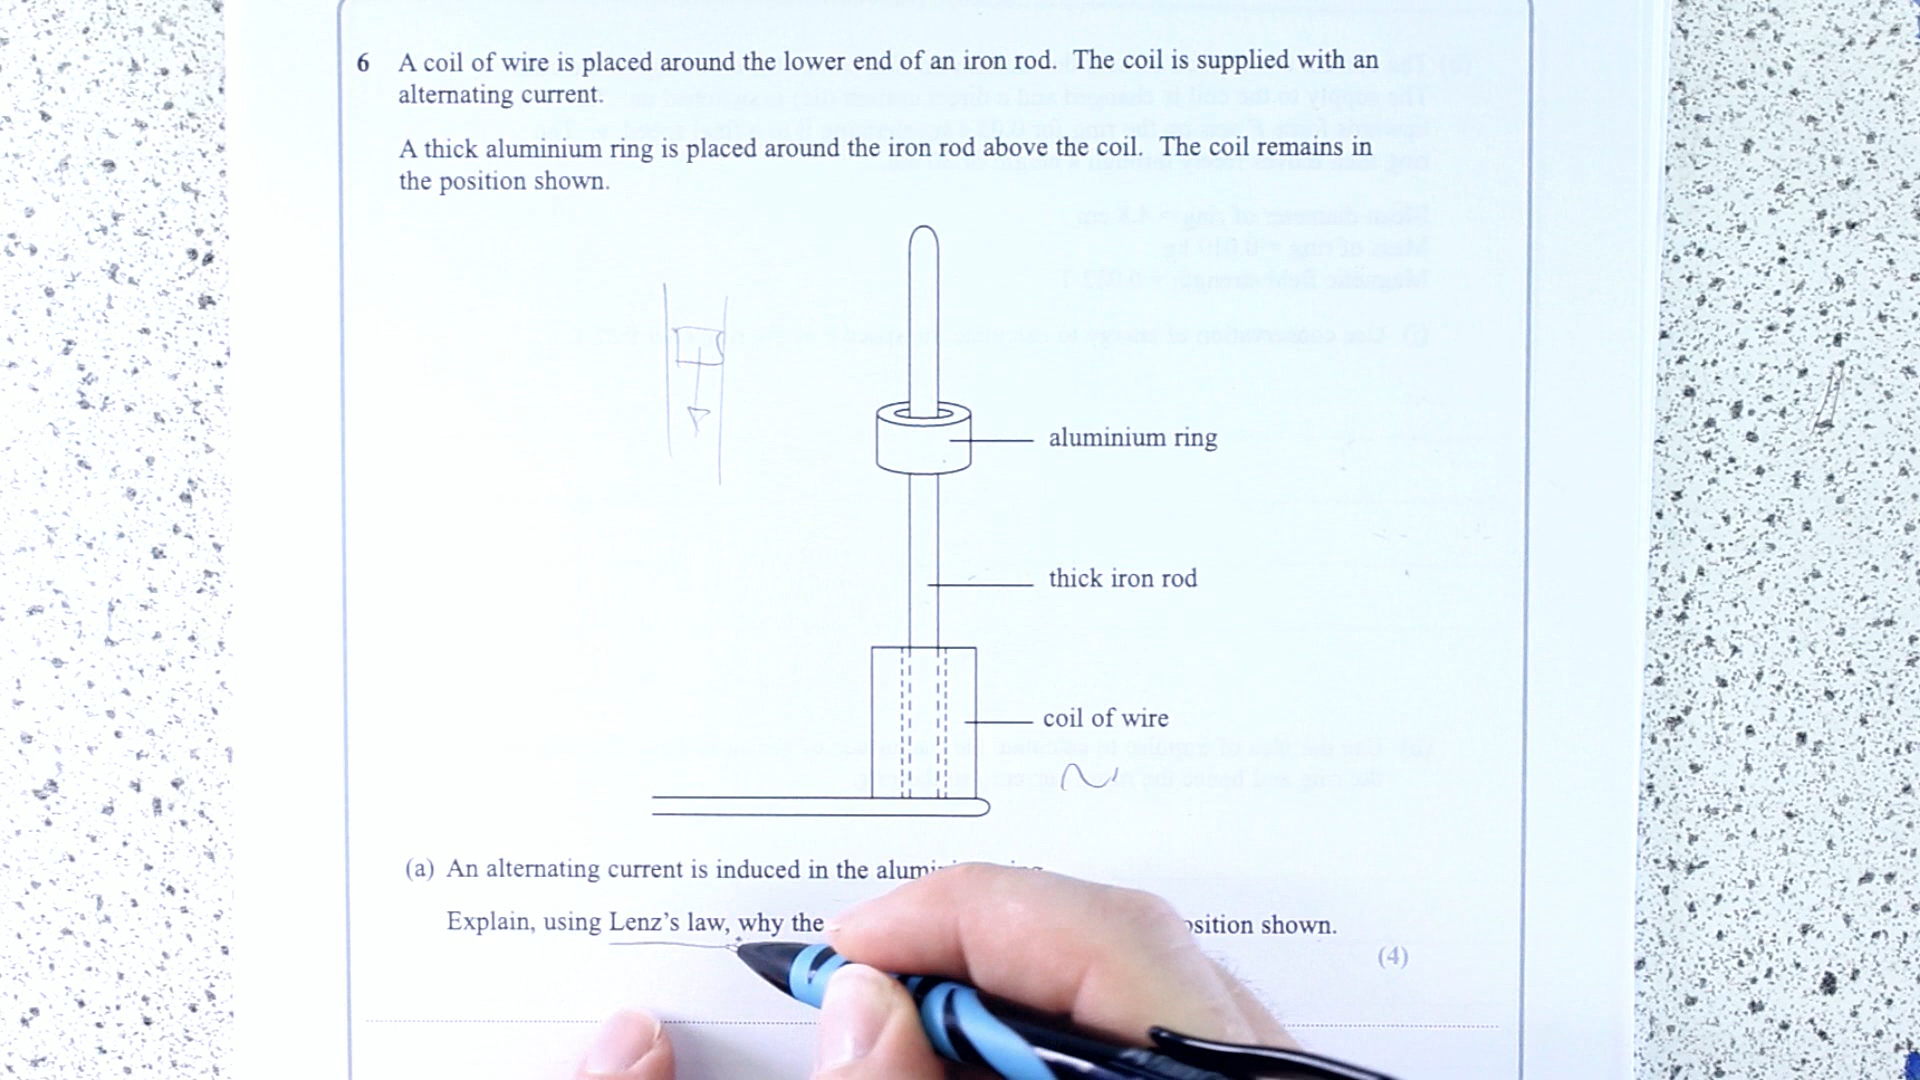 6 A coil of wire is placed around the lower end of an iron rod. The coil is supplied with an
alternating current.
A thick aluminium ring is placed around the iron rod above the coil. The coil remains in
the position shown.
aluminium ring
thick iron rod
coil of wire
(a) An alternating current is induced in the
Explain, using Lenz's law, why the shown.
(4)